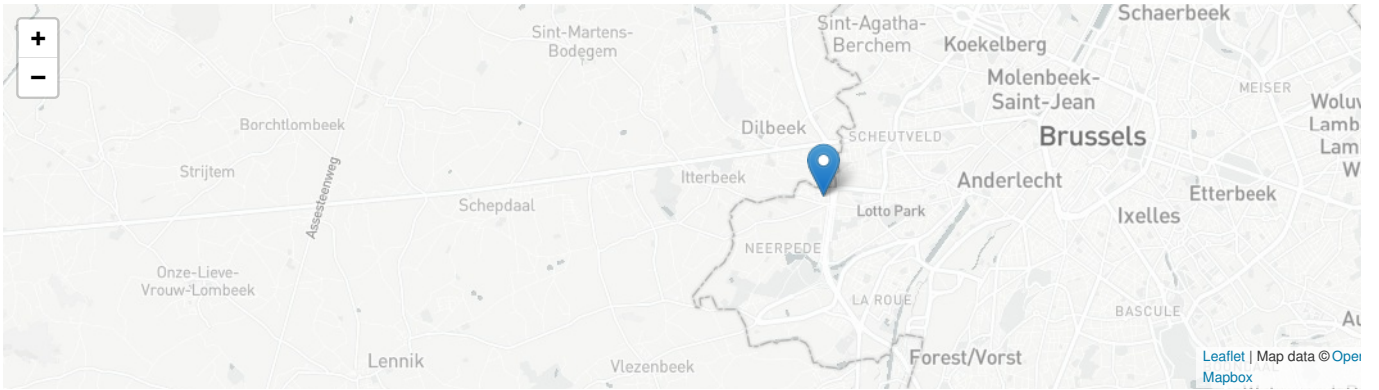 +
−
Sint-Martens-
Bodegem
Sint-Agatha-
Berchem
Schaerbeek
Koekelberg
Molenbeek-
Saint-Jean
MEISER
Woluw
Lamb
Lam
W
Borchtlombeek
Dilbeek
SCHEUTVELD
Brussels
Strijtem
Assesteenweg
Itterbeek
Anderlecht
Etterbeek
Schepdaal
Lotto Park
Ixelles
NEERPEDE
Onze-Lieve-
Vrouw-Lombeek
LA ROUE
BASCULE
Au
Lennik
Vlezenbeek
Forest/Vorst
Leaflet | Map data © Open
Mapbox